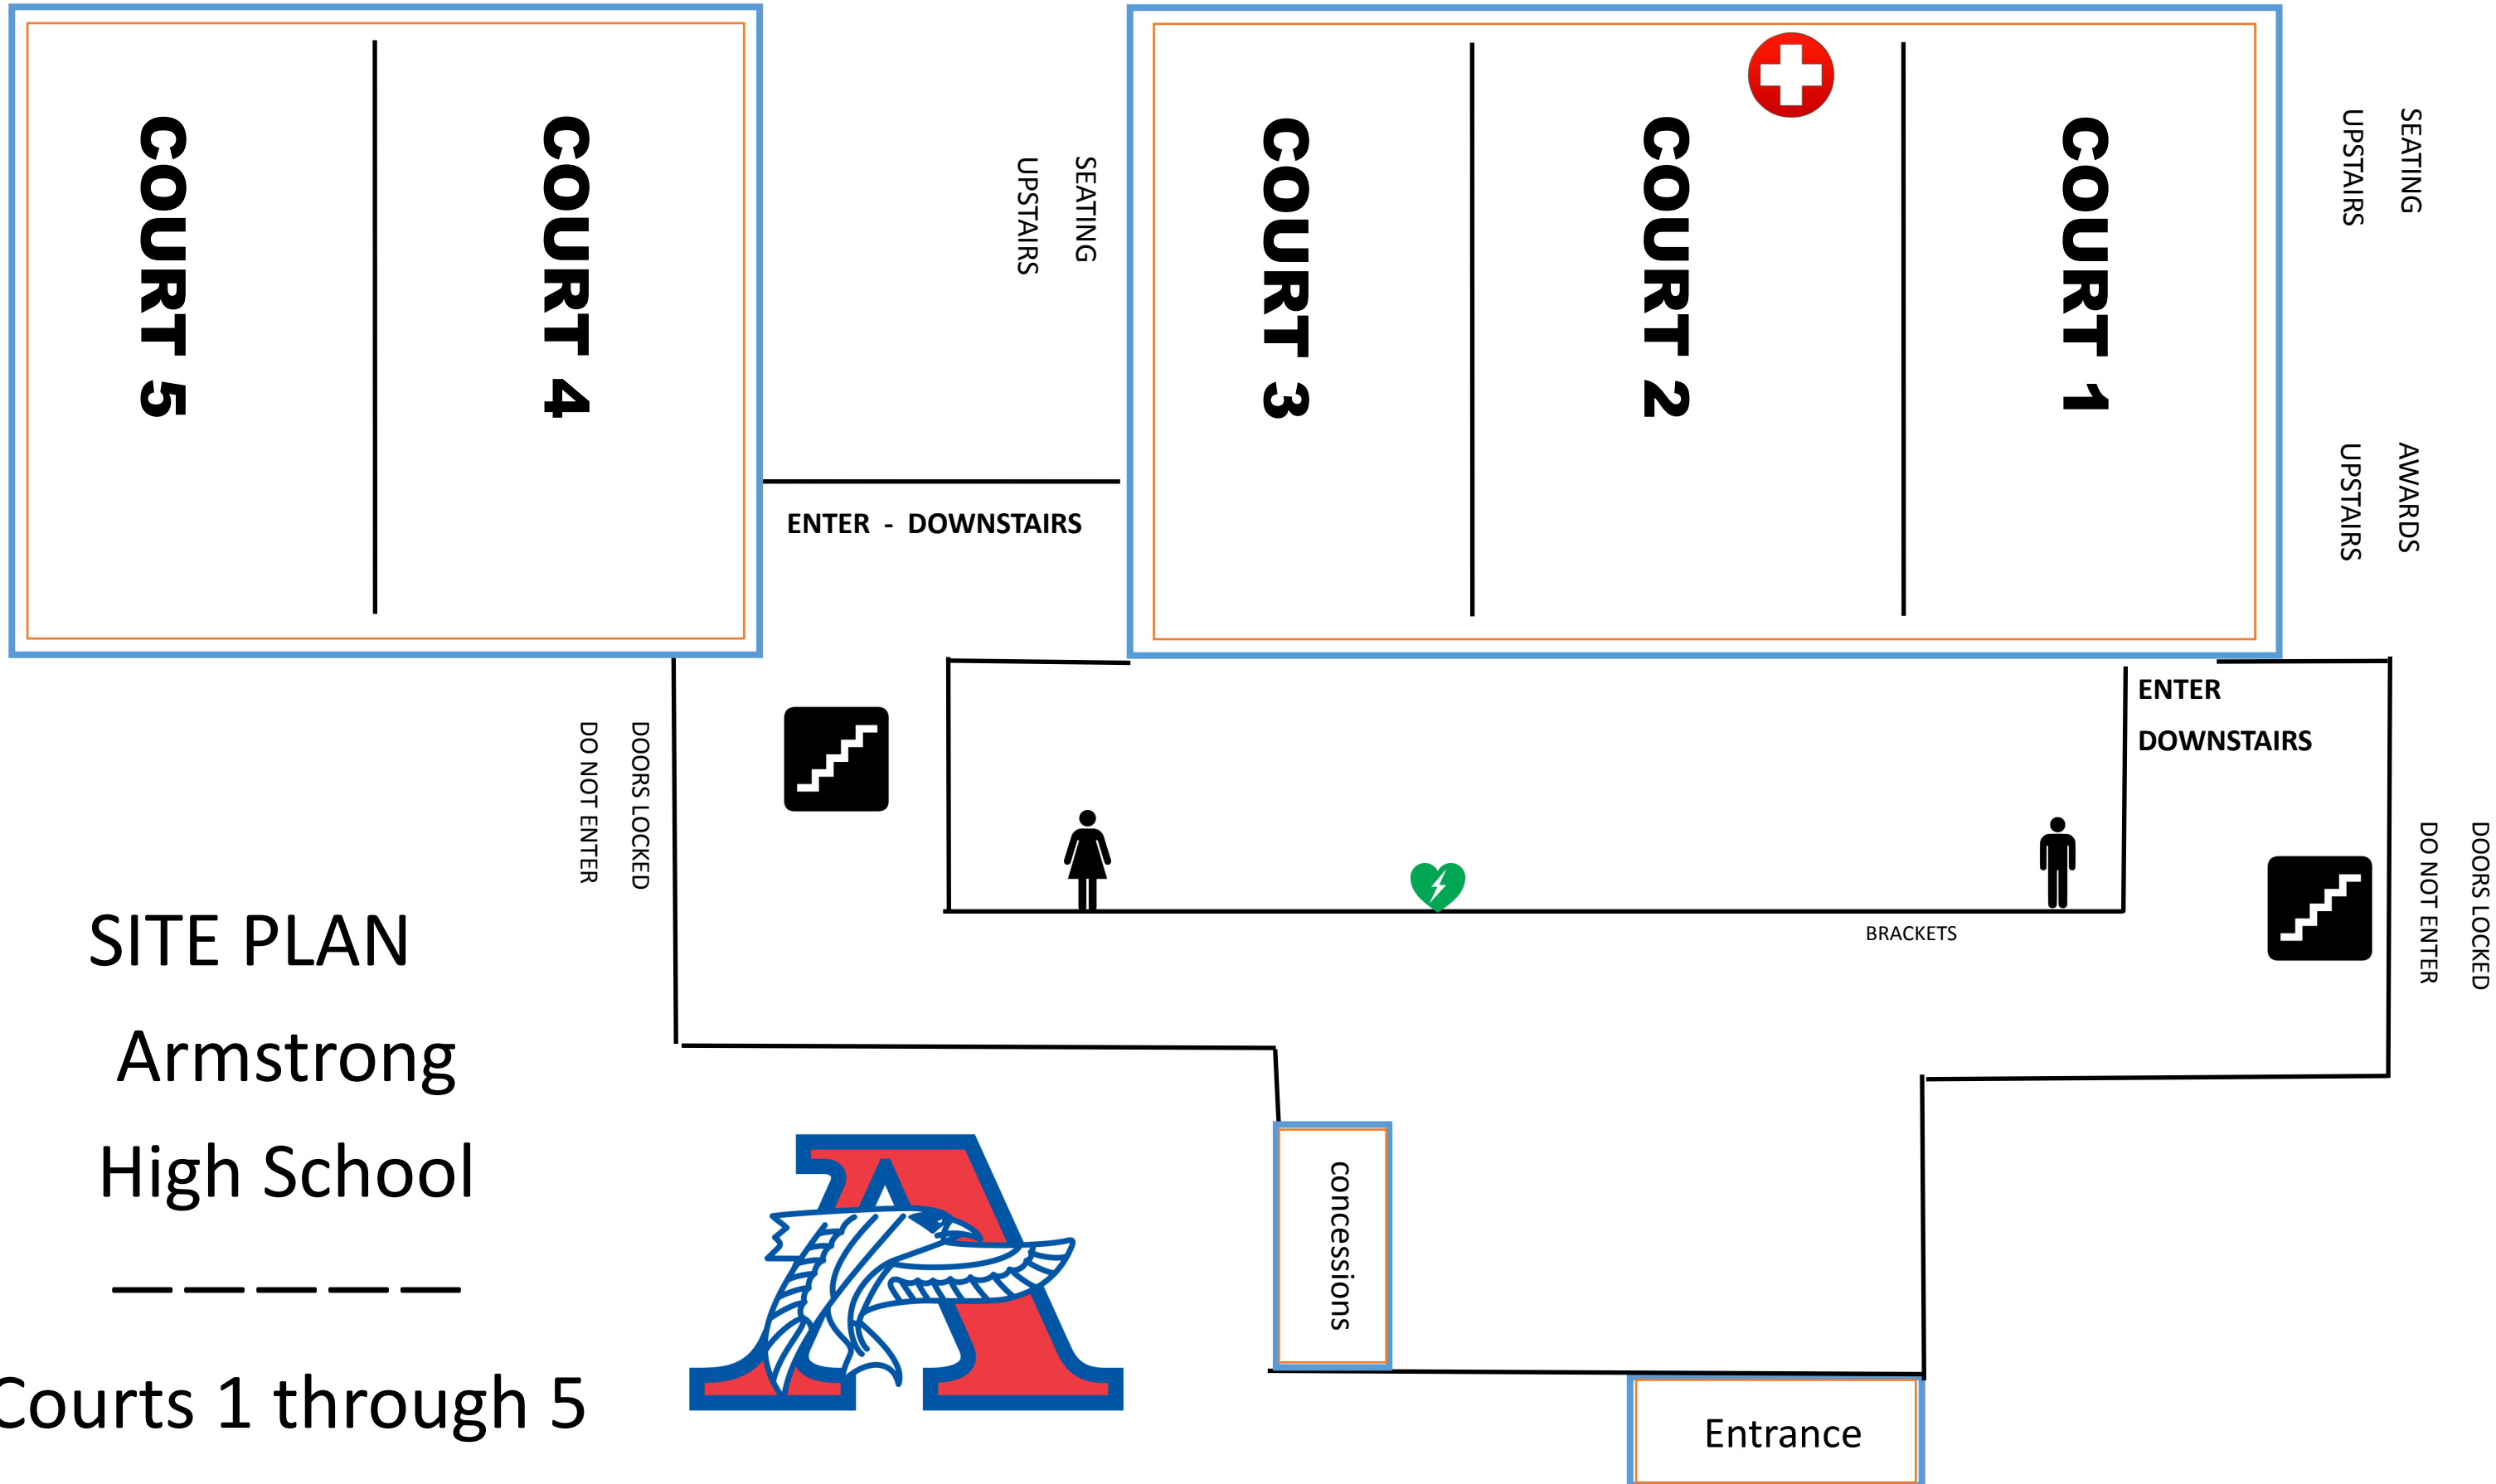 COURT 5
COURT 4
SEATING
UPSTAIRS
COURT 3
COURT 2
COURT 1
SEATING
UPSTAIRS
AWARDS
UPSTAIRS
ENTER - DOWNSTAIRS
ENTER
DOWNSTAIRS
DOORS LOCKED
DO NOT ENTER
DOORS LOCKED
DO NOT ENTER
BRACKETS
SITE PLAN
Armstrong
High School
— — — — —
Courts 1 through 5
A
concessions
Entrance